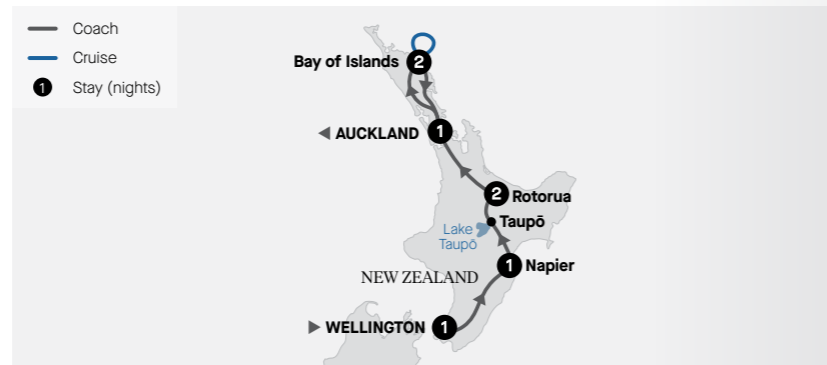 Coach
Cruise
1 Stay (nights)
Bay of Islands 2
AUCKLAND 1
2 Rotorua
Taupō
Lake
Taupō
1 Napier
NEW ZEALAND
WELLINGTON 1